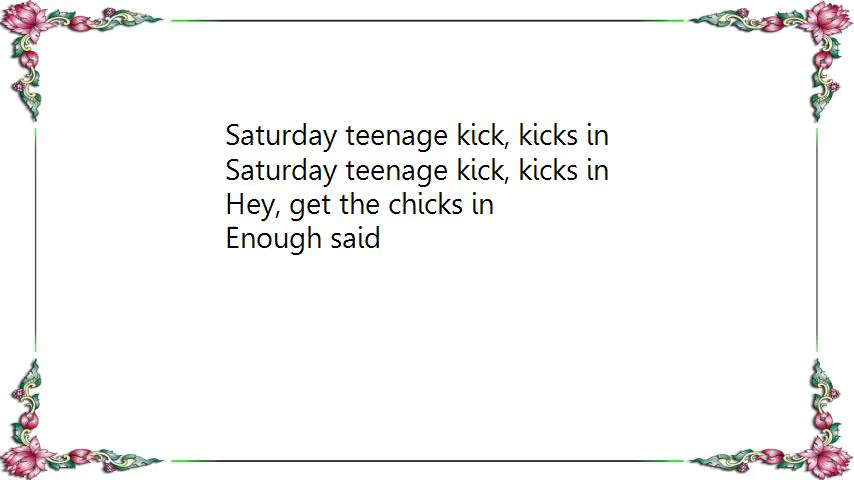 Saturday teenage kick, kicks in
Saturday teenage kick, kicks in
Hey, get the chicks in
Enough said